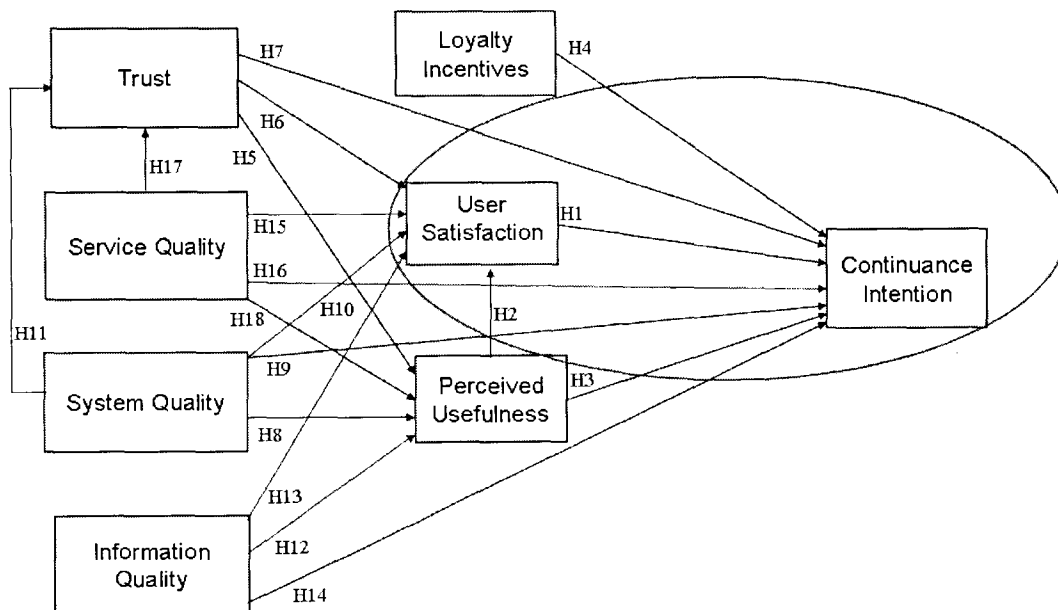 H7
Loyalty
Incentives
H4
Trust
H6
H5
H17
User
Satisfaction
H1
H15
Service Quality
H16
Continuance
Intention
H10
H2
H18
H11
H9
Perceived
Usefulness
H3
System Quality
H8
H13
Information
Quality
H12
H14